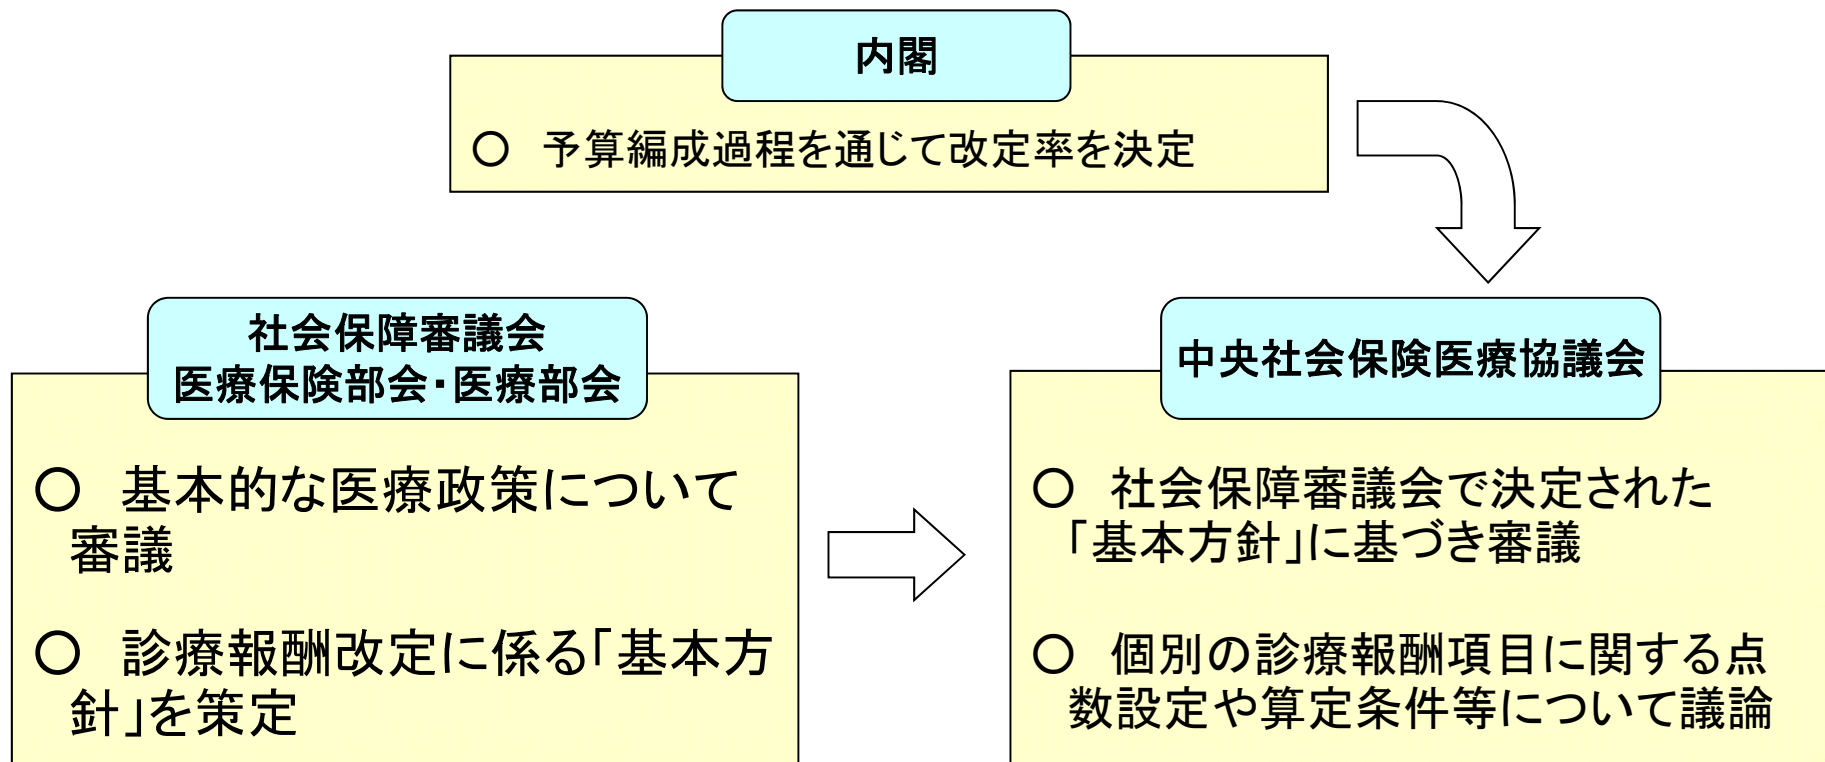 内閣
○ 予算編成過程を通じて改定率を決定
社会保障審議会
医療保険部会・医療部会
○ 基本的な医療政策について
審議
○ 診療報酬改定に係る「基本方
針」を策定
中央社会保険医療協議会
○ 社会保障審議会で決定された
「基本方針」に基づき審議
○ 個別の診療報酬項目に関する点
数設定や算定条件等について議論